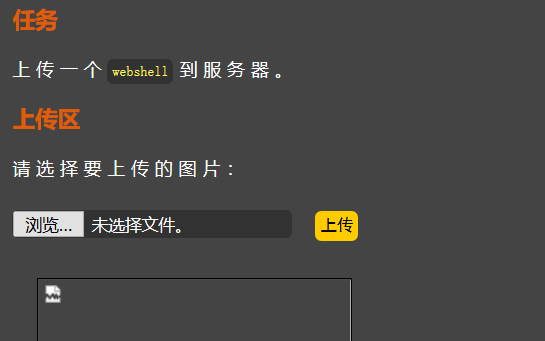 任务
上传一个 webshell 到服务器。
上传区
请选择要上传的图片：
浏览... 未选择文件。 上传